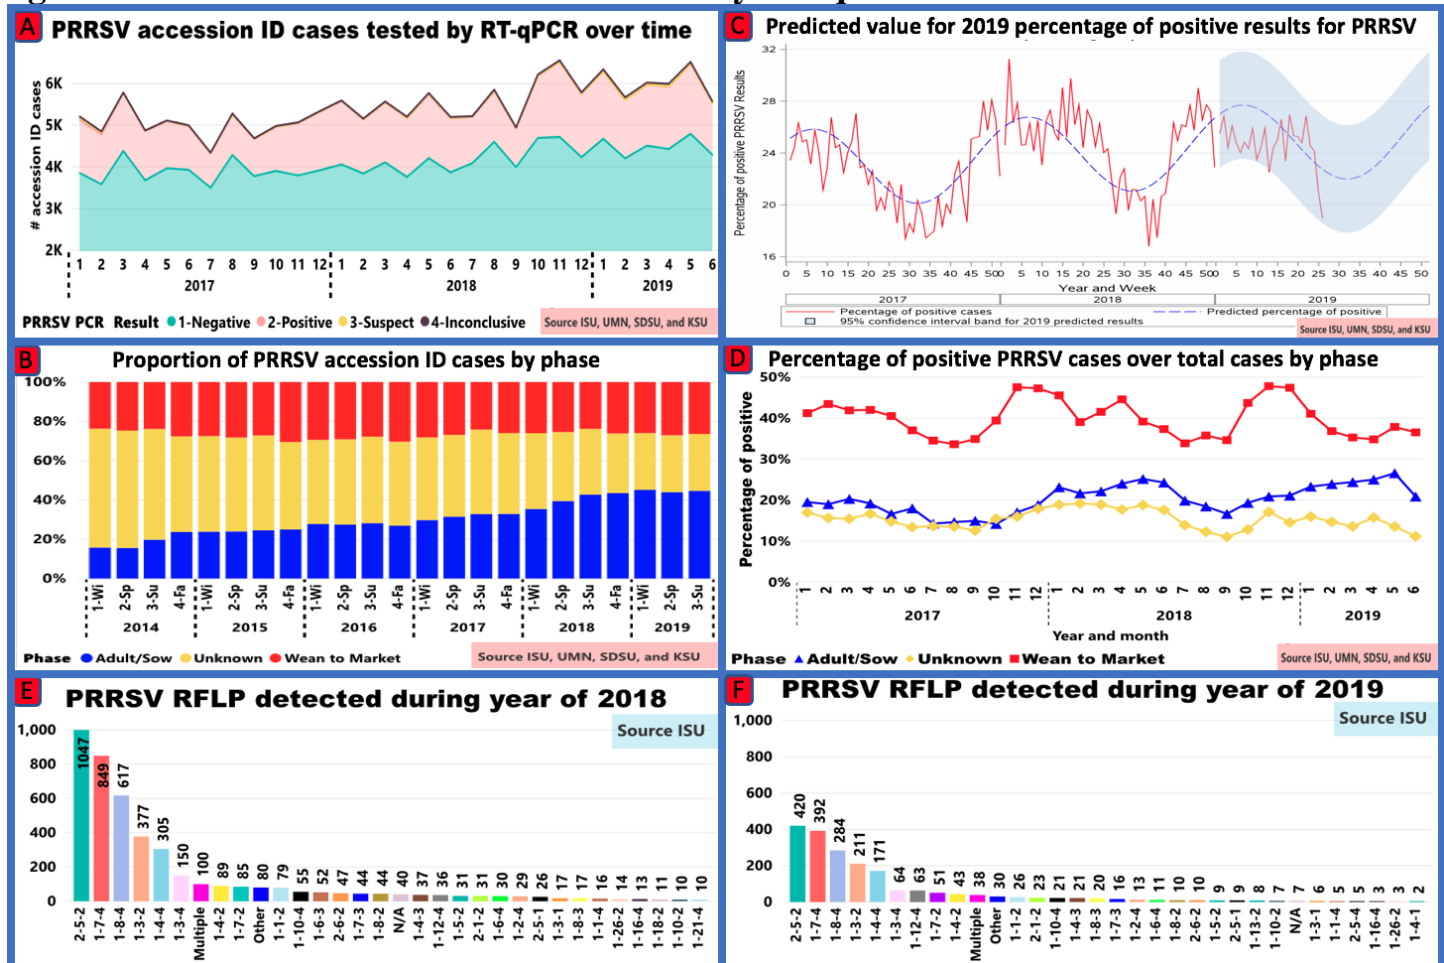 A
PRRSV accession ID cases tested by RT-qPCR over time
# accession ID cases
6K
5K
4K
3K
2K
1 2 3 4 5 6 7 8 9 10 11 12 1 2 3 4 5 6 7 8 9 10 11 12 1 2 3 4 5 6
2017 2018 2019
PRRSV PCR Result 1-Negative 2-Positive 3-Suspect 4-Inconclusive
Source ISU, UMN, SDSU, and KSU
C
Predicted value for 2019 percentage of positive results for PRRSV
Percentage of positive PRRSV Results
32
28
24
20
16
0 5 10 15 20 25 30 35 40 45 500 5 10 15 20 25 30 35 40 45 500 5 10 15 20 25 30 35 40 45 50
Year and Week
2017 2018 2019
Pecentage of positive cases Predicted percentage of positive
95% confidence interval band for 2019 predicted results
Source ISU, UMN, SDSU, and KSU
B
Proportion of PRRSV accession ID cases by phase
100%
80%
60%
40%
20%
0%
1-Wi 2-Sp 3-Su 4-Fa 1-Wi 2-Sp 3-Su 4-Fa 1-Wi 2-Sp 3-Su 4-Fa 1-Wi 2-Sp 3-Su 4-Fa 1-Wi 2-Sp 3-Su 4-Fa 1-Wi 2-Sp 3-Su
2014 2015 2016 2017 2018 2019
Phase Adult/Sow Unknown Wean to Market
Source ISU, UMN, SDSU, and KSU
D
Percentage of positive PRRSV cases over total cases by phase
Percentage of positive
50%
40%
30%
20%
10%
0%
1 2 3 4 5 6 7 8 9 10 11 12 1 2 3 4 5 6 7 8 9 10 11 12 1 2 3 4 5 6
2017 2018 2019
Year and month
Phase Adult/Sow Unknown Wean to Market
Source ISU, UMN, SDSU, and KSU
E
PRRSV RFLP detected during year of 2018
Source ISU
1,000
800
600
400
200
0
1047 849 617 377 305 150 100 89 85 80 79 55 52 47 44 44 40 37 36 31 31 30 29 26 17 17 16 14 13 11 10 10
2-5-2 1-7-4 1-8-4 1-3-2 1-4-4 1-3-4 Multiple 1-4-2 1-7-2 Other 1-1-2 1-10-4 1-6-3 2-6-2 1-7-3 1-8-2 N/A 1-4-3 1-12-4 1-5-2 2-1-2 1-6-4 1-2-4 2-5-1 1-3-1 1-8-3 1-1-4 1-26-2 1-16-4 1-18-2 1-10-2 1-21-4
F
PRRSV RFLP detected during year of 2019
Source ISU
1,000
800
600
400
200
0
420 392 284 211 171 64 63 51 43 38 30 26 23 21 21 20 16 13 11 10 10 9 9 8 7 7 6 5 5 3 3 2
2-5-2 1-7-4 1-8-4 1-3-2 1-4-4 1-3-4 1-12-4 1-7-2 1-4-2 Multiple Other 1-1-2 2-1-2 1-10-4 1-4-3 1-8-3 1-7-3 1-2-4 1-6-4 1-8-2 2-6-2 1-5-2 2-5-1 1-13-2 1-10-2 N/A 1-3-1 1-1-4 2-5-4 1-16-4 1-26-2 1-4-1